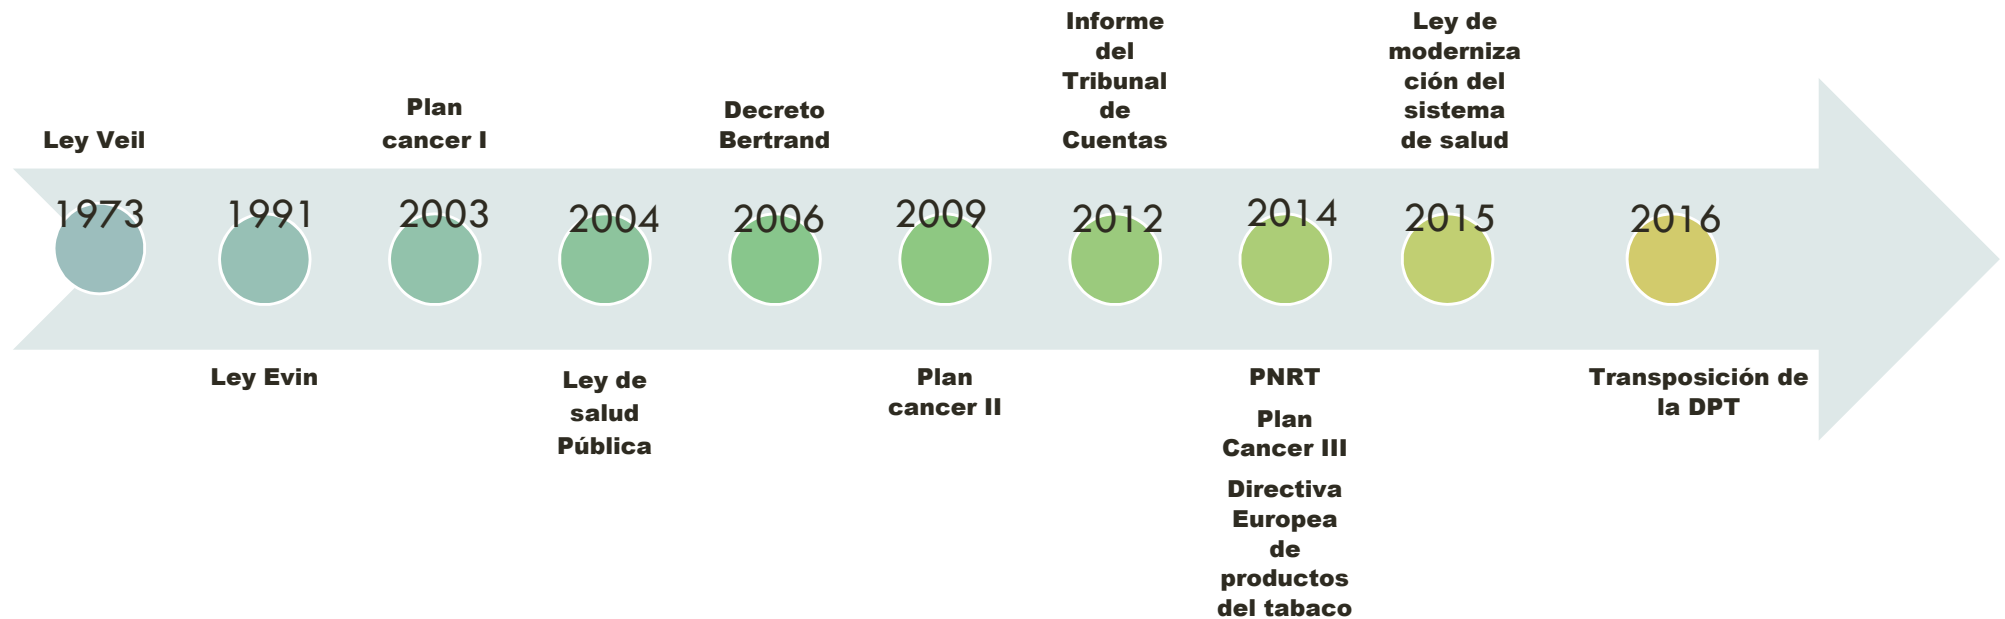 Informe
del
Tribunal
de
Cuentas
Ley de
moderniza
ción del
sistema
de salud
Plan
cancer I
Decreto
Bertrand
Ley Veil
1973
1991
2003
2004
2006
2009
2012
2014
2015
2016
Ley Evin
Ley de
salud
Pública
Plan
cancer II
PNRT
Plan
Cancer III
Directiva
Europea
de
productos
del tabaco
Transposición de
la DPT